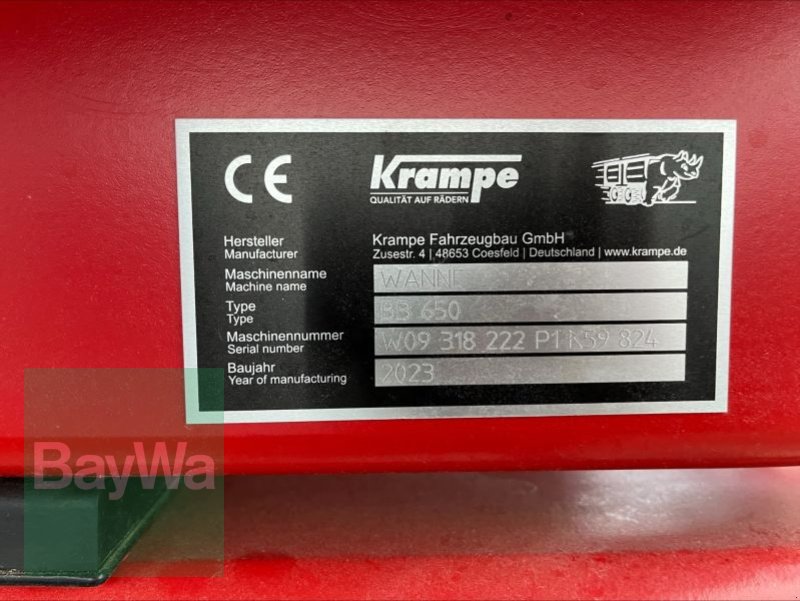 CE
Krampe
QUALITÄT AUF RÄDERN
Hersteller
Manufacturer
Krampe Fahrzeugbau GmbH
Zusestr. 4 | 48653 Coesfeld | Deutschland | www.krampe.de
Maschinenname
Machine name
WANNE
Type
Type
650
Maschinennummer
Serial number
W09 318 222 824
Baujahr
Year of manufacturing
2023
BayWa